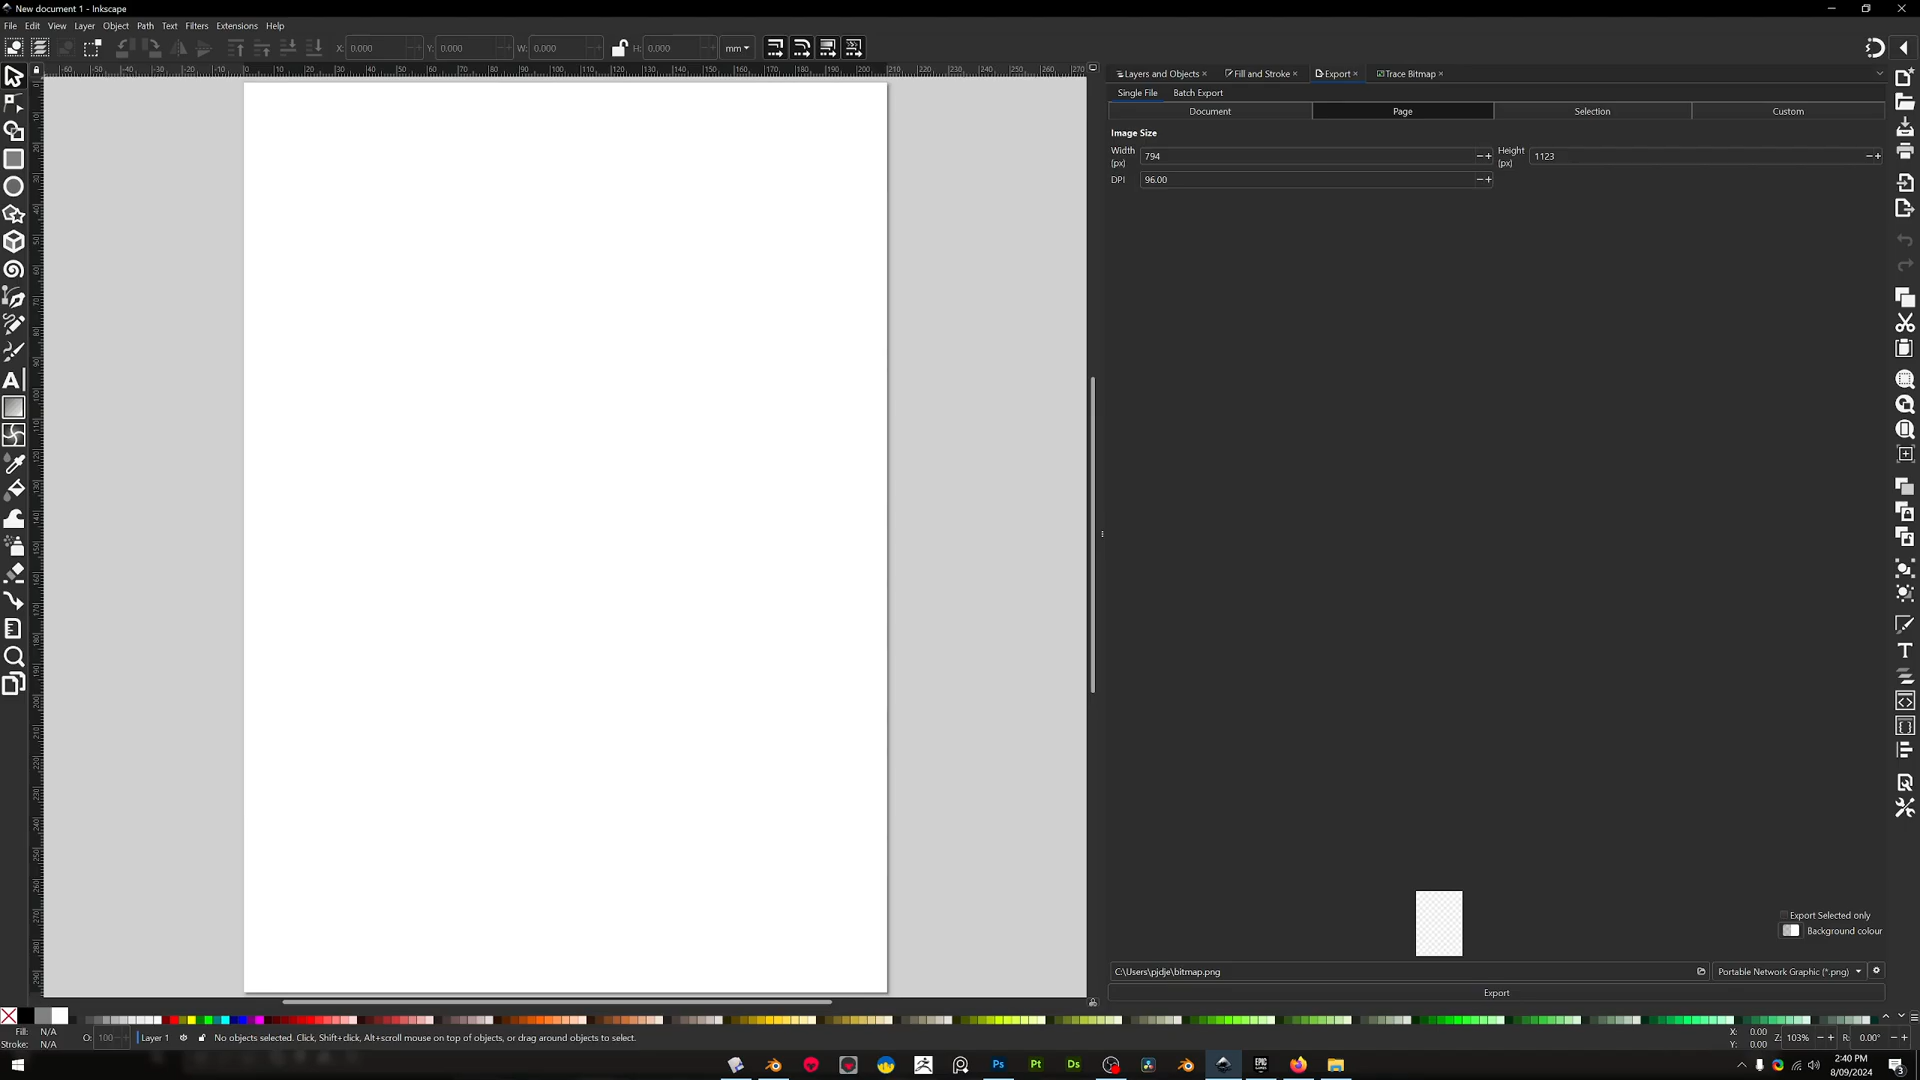 New document 1 - Inkscape
File Edit View Layer Object Path Text Filters Extensions Help
X: 0.000 Y: 0.000 W: 0.000 H: 0.000 mm
Layers and Objects Fill and Stroke Export Trace Bitmap
Single File Batch Export
Document Page Selection Custom
Image Size
Width (px) 794 Height (px) 1123
DPI 96.00
Export Selected only
Background colour
C:\Users\pjdje\bitmap.png Portable Network Graphic (*.png)
Export
Fill: N/A
Stroke: N/A
O: 100 Layer 1 No objects selected. Click, Shift+click, Alt+scroll mouse on top of objects, or drag around objects to select.
X: 0.00
Y: 0.00
Z: 103% R: 0.00°
Ps Pt Ds EPIC
2:40 PM
8/09/2024
3